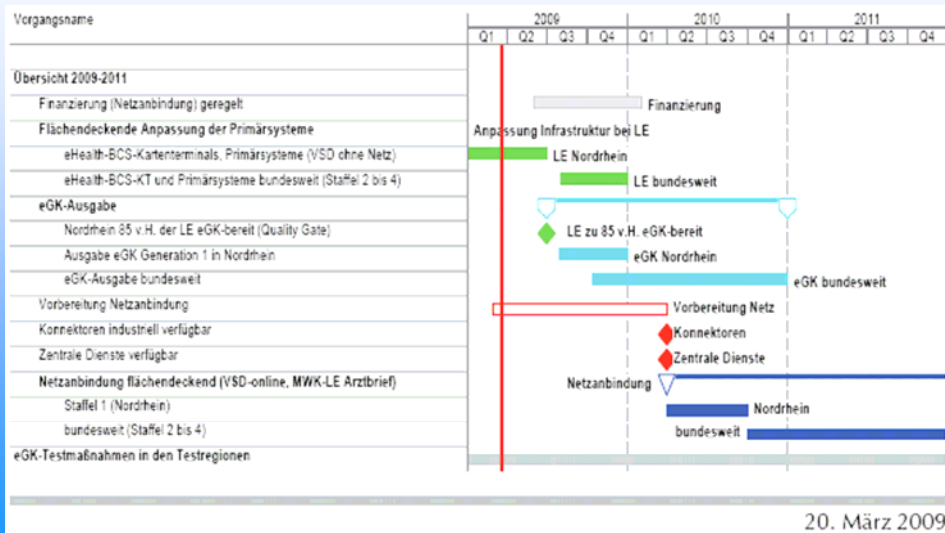 Vorgangsname 2009 2010 2011
Q1 Q2 Q3 Q4 Q1 Q2 Q3 Q4 Q1 Q2 Q3 Q4
Übersicht 2009-2011
Finanzierung (Netzanbindung) geregelt Finanzierung
Flächendeckende Anpassung der Primärsysteme Anpassung Infrastruktur bei LE
eHealth-BCS-Kartenterminals, Primärsysteme (VSD ohne Netz) LE Nordrhein
eHealth-BCS-KT und Primärsysteme bundesweit (Staffel 2 bis 4) LE bundesweit
eGK-Ausgabe
Nordrhein 85 v.H. der LE eGK-bereit (Quality Gate) LE zu 85 v.H. eGK-bereit
Ausgabe eGK Generation 1 in Nordrhein eGK Nordrhein
eGK-Ausgabe bundesweit eGK bundesweit
Vorbereitung Netzanbindung Vorbereitung Netz
Konnektoren industriell verfügbar Konnektoren
Zentrale Dienste verfügbar Zentrale Dienste
Netzanbindung flächendeckend (VSD-online, MWK-LE Arztbrief) Netzanbindung
Staffel 1 (Nordrhein) Nordrhein
bundesweit (Staffel 2 bis 4) bundesweit
eGK-Testmaßnahmen in den Testregionen
20. März 2009